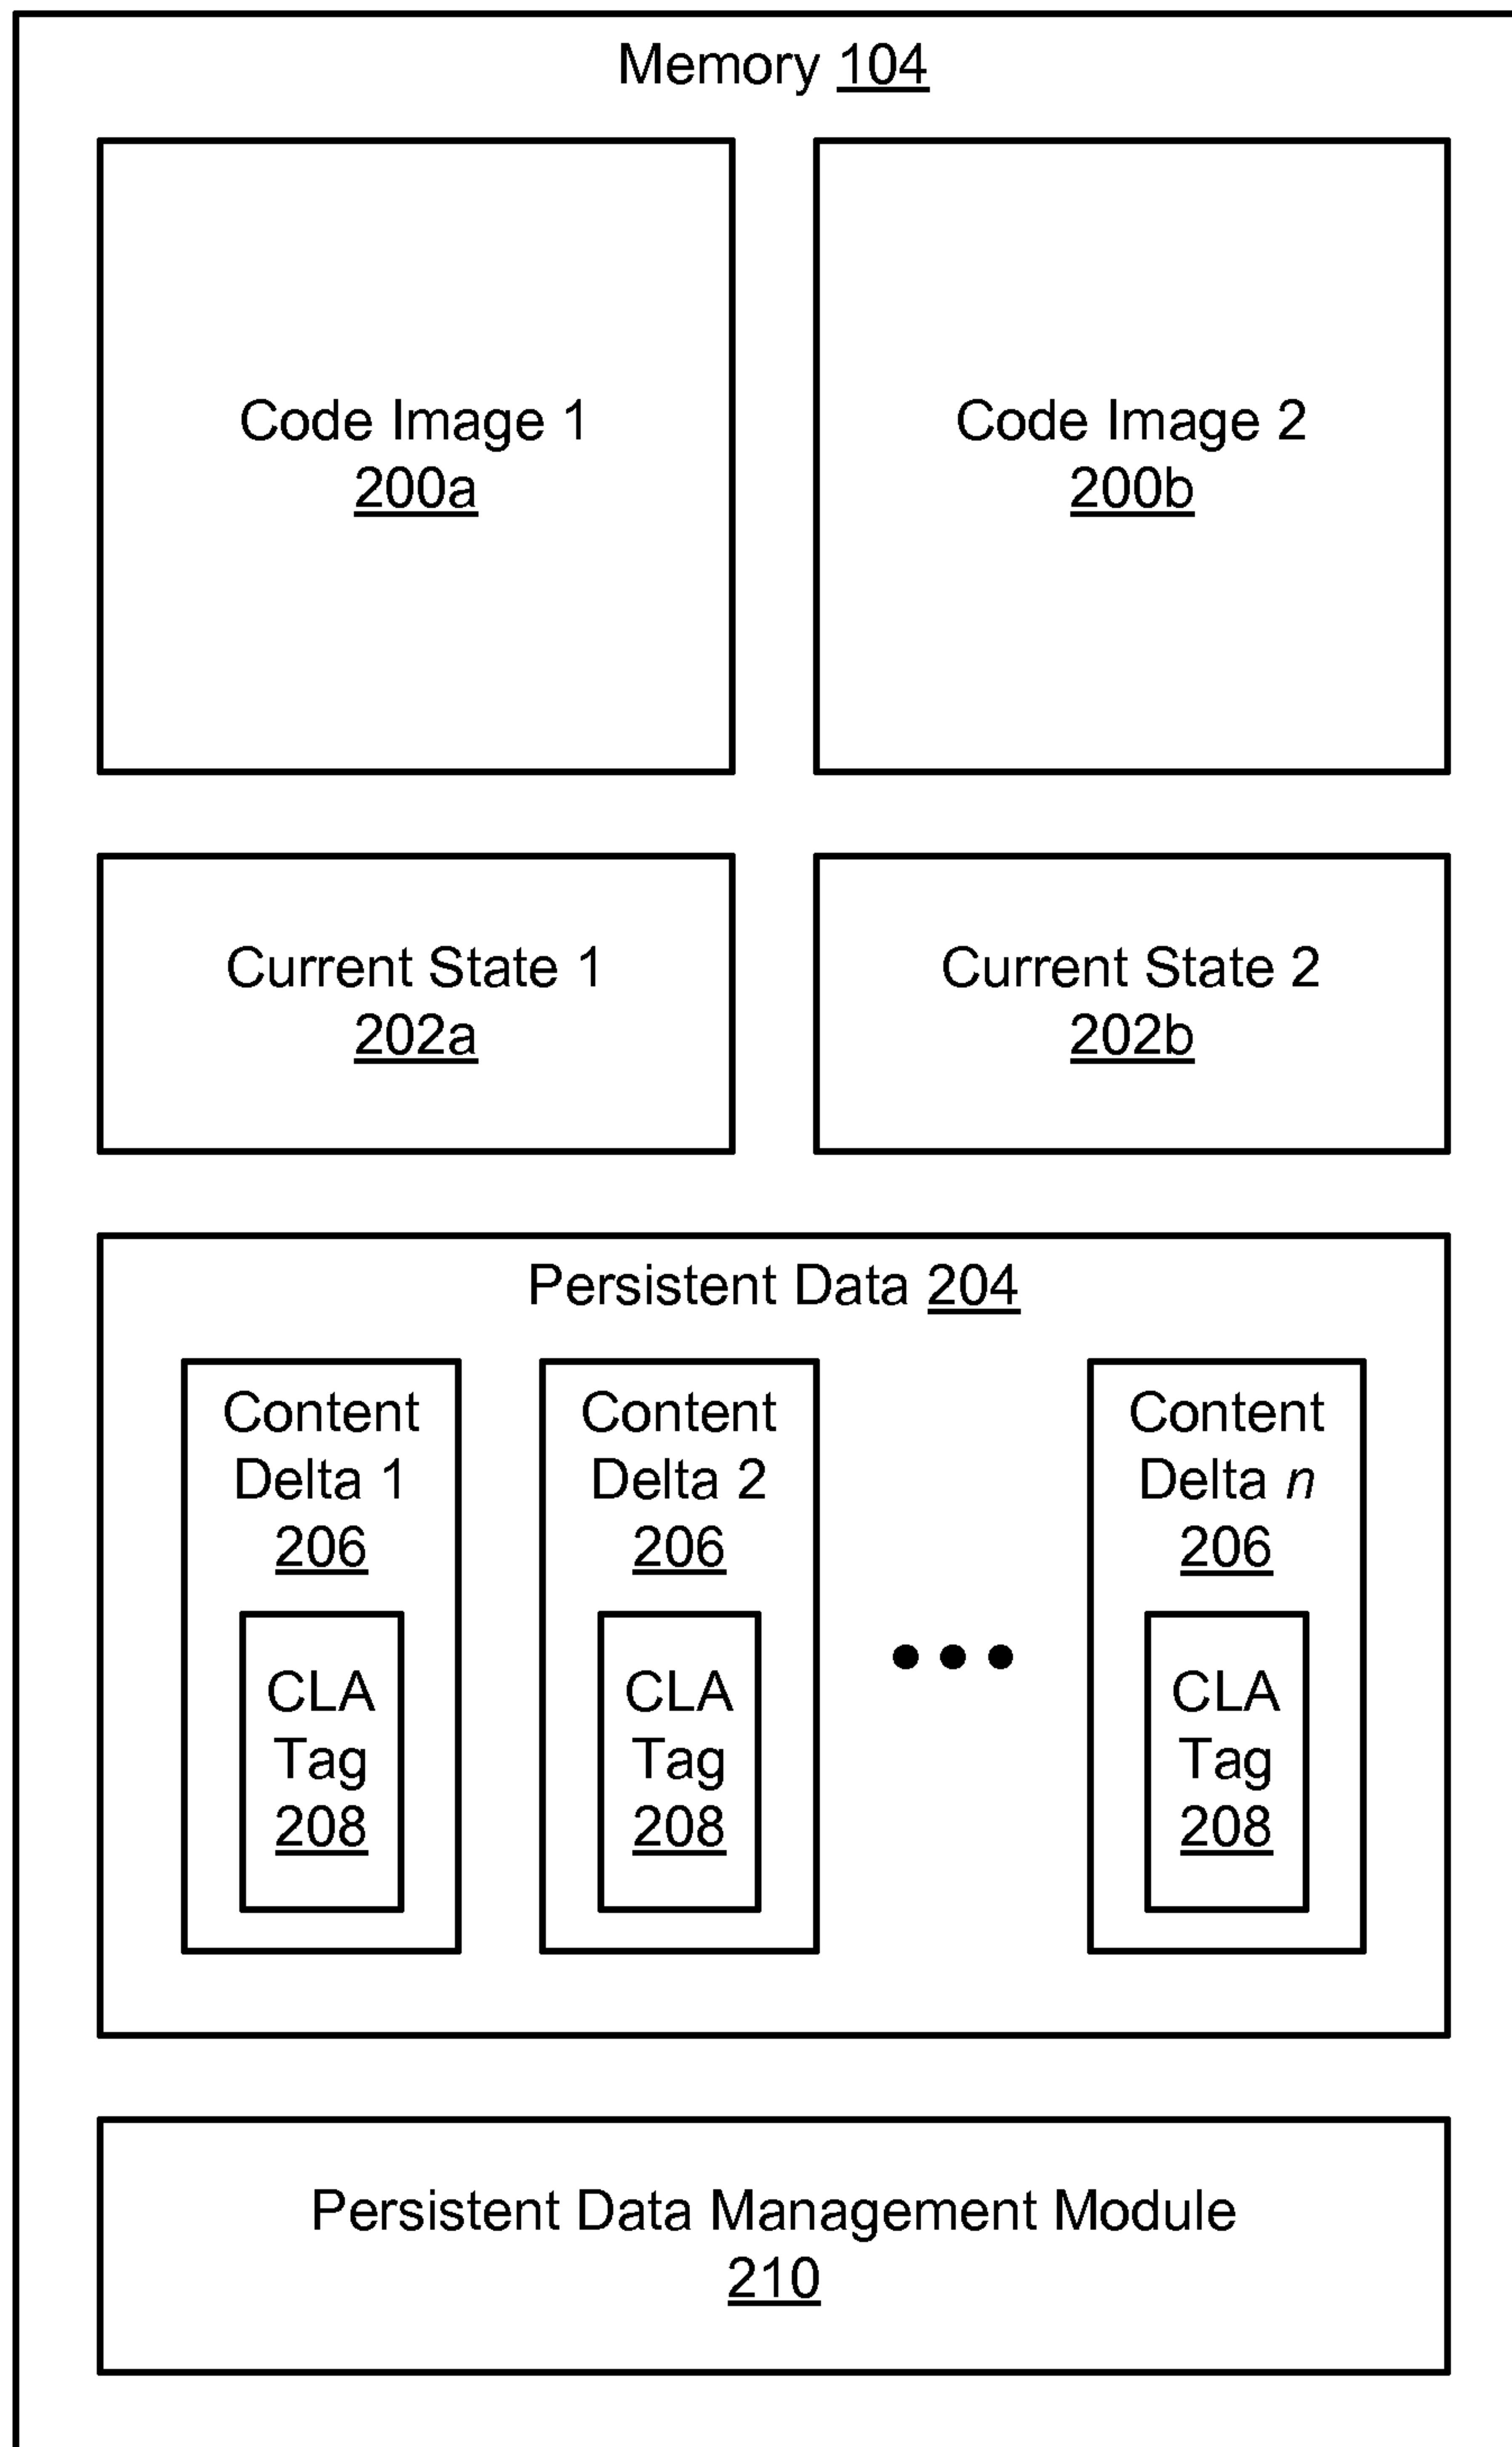 Memory 104
Code Image 1
200a
Code Image 2
200b
Current State 1
202a
Current State 2
202b
Persistent Data 204
Content
Delta 1
206
CLA
Tag
208
Content
Delta 2
206
CLA
Tag
208
Content
Delta n
206
CLA
Tag
208
Persistent Data Management Module
210